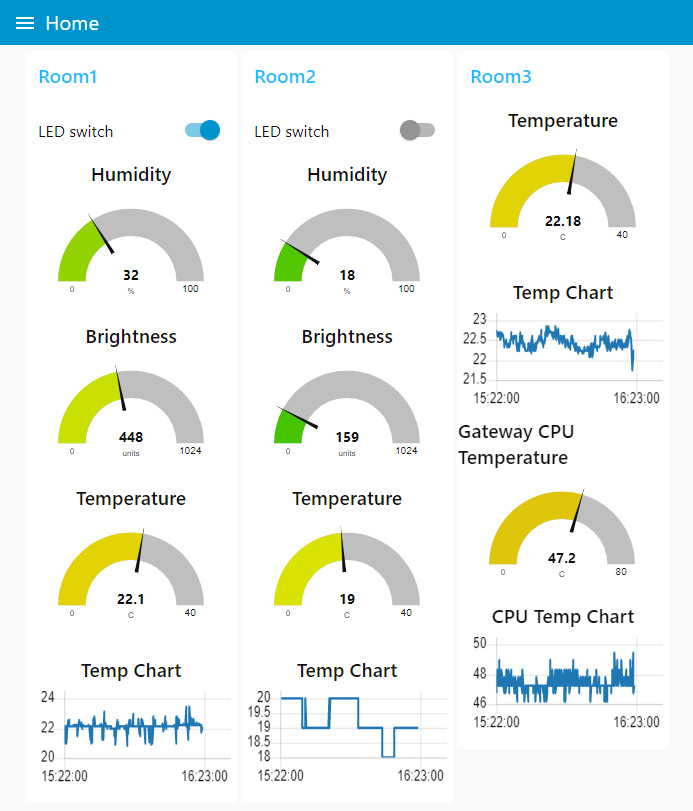 Home
Room1
LED switch
Humidity
32
0
%
100
Brightness
448
0
units
1024
Temperature
22.1
0
C
40
Temp Chart
24
22
20
15:22:00
16:23:00
Room2
LED switch
Humidity
18
0
%
100
Brightness
159
0
units
1024
Temperature
19
0
C
40
Temp Chart
20
19.5
19
18.5
18
15:22:00
16:23:00
Room3
Temperature
22.18
0
C
40
Temp Chart
23
22.5
22
21.5
15:22:00
16:23:00
Gateway CPU
Temperature
47.2
0
C
80
CPU Temp Chart
50
48
46
15:22:00
16:23:00